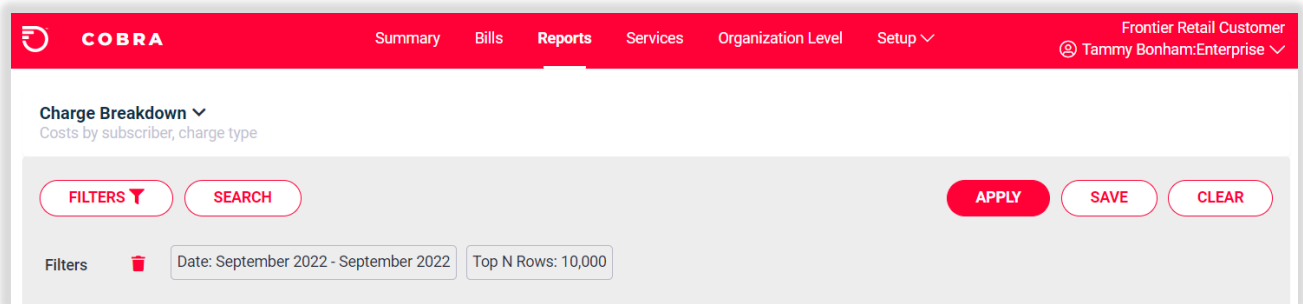 COBRA
Summary
Bills
Reports
Services
Organization Level
Setup
Frontier Retail Customer
Tammy Bonham:Enterprise
Charge Breakdown
Costs by subscriber, charge type
FILTERS
SEARCH
APPLY
SAVE
CLEAR
Filters
Date: September 2022 - September 2022
Top N Rows: 10,000